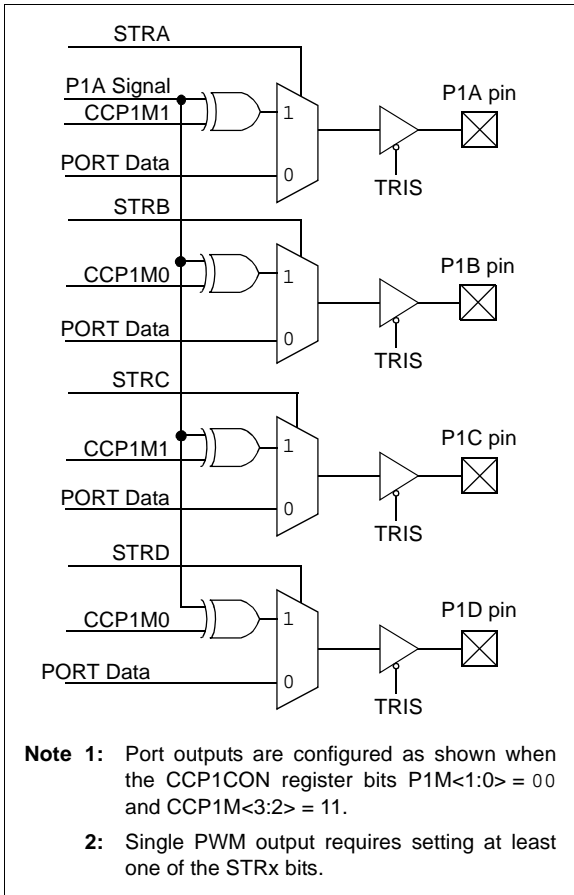 STRA
P1A Signal
CCP1M1
1
P1A pin
PORT Data
0
TRIS
STRB
CCP1M0
1
P1B pin
PORT Data
0
TRIS
STRC
CCP1M1
1
P1C pin
PORT Data
0
TRIS
STRD
CCP1M0
1
P1D pin
PORT Data
0
TRIS
Note 1: Port outputs are configured as shown when
the CCP1CON register bits P1M<1:0> = 00
and CCP1M<3:2> = 11.
2: Single PWM output requires setting at least
one of the STRx bits.